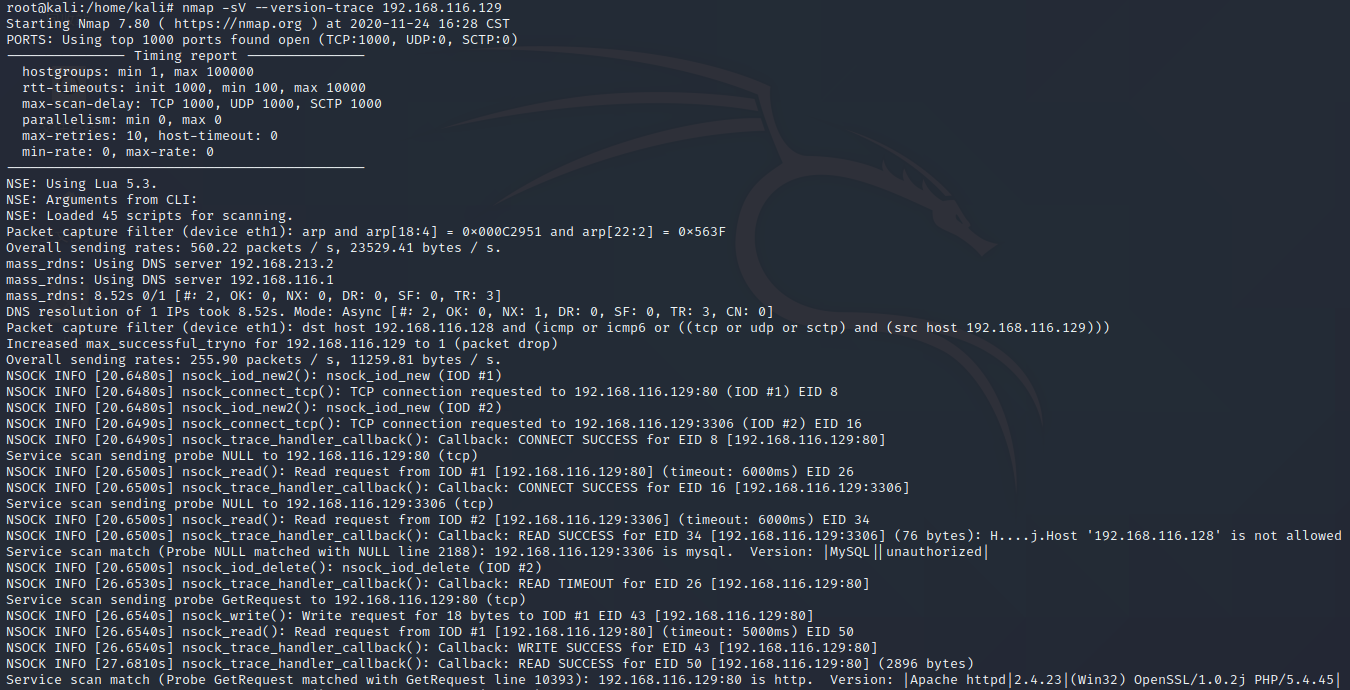 root@kali:/home/kali# nmap -sV --version-trace 192.168.116.129
Starting Nmap 7.80 ( https://nmap.org ) at 2020-11-24 16:28 CST
PORTS: Using top 1000 ports found open (TCP:1000, UDP:0, SCTP:0)
--------------- Timing report ---------------
  hostgroups: min 1, max 100000
  rtt-timeouts: init 1000, min 100, max 10000
  max-scan-delay: TCP 1000, UDP 1000, SCTP 1000
  parallelism: min 0, max 0
  max-retries: 10, host-timeout: 0
  min-rate: 0, max-rate: 0
---------------------------------------------
NSE: Using Lua 5.3.
NSE: Arguments from CLI:
NSE: Loaded 45 scripts for scanning.
Packet capture filter (device eth1): arp and arp[18:4] = 0×000C2951 and arp[22:2] = 0×563F
Overall sending rates: 560.22 packets / s, 23529.41 bytes / s.
mass_rdns: Using DNS server 192.168.213.2
mass_rdns: Using DNS server 192.168.116.1
mass_rdns: 8.52s 0/1 [#: 2, OK: 0, NX: 0, DR: 0, SF: 0, TR: 3]
DNS resolution of 1 IPs took 8.52s. Mode: Async [#: 2, OK: 0, NX: 1, DR: 0, SF: 0, TR: 3, CN: 0]
Packet capture filter (device eth1): dst host 192.168.116.128 and (icmp or icmp6 or ((tcp or udp or sctp) and (src host 192.168.116.129)))
Increased max_successful_tryno for 192.168.116.129 to 1 (packet drop)
Overall sending rates: 255.90 packets / s, 11259.81 bytes / s.
NSOCK INFO [20.6480s] nsock_iod_new2(): nsock_iod_new (IOD #1)
NSOCK INFO [20.6480s] nsock_connect_tcp(): TCP connection requested to 192.168.116.129:80 (IOD #1) EID 8
NSOCK INFO [20.6480s] nsock_iod_new2(): nsock_iod_new (IOD #2)
NSOCK INFO [20.6490s] nsock_connect_tcp(): TCP connection requested to 192.168.116.129:3306 (IOD #2) EID 16
NSOCK INFO [20.6490s] nsock_trace_handler_callback(): Callback: CONNECT SUCCESS for EID 8 [192.168.116.129:80]
Service scan sending probe NULL to 192.168.116.129:80 (tcp)
NSOCK INFO [20.6500s] nsock_read(): Read request from IOD #1 [192.168.116.129:80] (timeout: 6000ms) EID 26
NSOCK INFO [20.6500s] nsock_trace_handler_callback(): Callback: CONNECT SUCCESS for EID 16 [192.168.116.129:3306]
Service scan sending probe NULL to 192.168.116.129:3306 (tcp)
NSOCK INFO [20.6500s] nsock_read(): Read request from IOD #2 [192.168.116.129:3306] (timeout: 6000ms) EID 34
NSOCK INFO [20.6500s] nsock_trace_handler_callback(): Callback: READ SUCCESS for EID 34 [192.168.116.129:3306] (76 bytes): H....j.Host '192.168.116.128' is not allowed
Service scan match (Probe NULL matched with NULL line 2188): 192.168.116.129:3306 is mysql.  Version: |MySQL||unauthorized|
NSOCK INFO [20.6500s] nsock_iod_delete(): nsock_iod_delete (IOD #2)
NSOCK INFO [26.6530s] nsock_trace_handler_callback(): Callback: READ TIMEOUT for EID 26 [192.168.116.129:80]
Service scan sending probe GetRequest to 192.168.116.129:80 (tcp)
NSOCK INFO [26.6540s] nsock_write(): Write request for 18 bytes to IOD #1 EID 43 [192.168.116.129:80]
NSOCK INFO [26.6540s] nsock_read(): Read request from IOD #1 [192.168.116.129:80] (timeout: 5000ms) EID 50
NSOCK INFO [26.6540s] nsock_trace_handler_callback(): Callback: WRITE SUCCESS for EID 43 [192.168.116.129:80]
NSOCK INFO [27.6810s] nsock_trace_handler_callback(): Callback: READ SUCCESS for EID 50 [192.168.116.129:80] (2896 bytes)
Service scan match (Probe GetRequest matched with GetRequest line 10393): 192.168.116.129:80 is http.  Version: |Apache httpd|2.4.23|(Win32) OpenSSL/1.0.2j PHP/5.4.45|